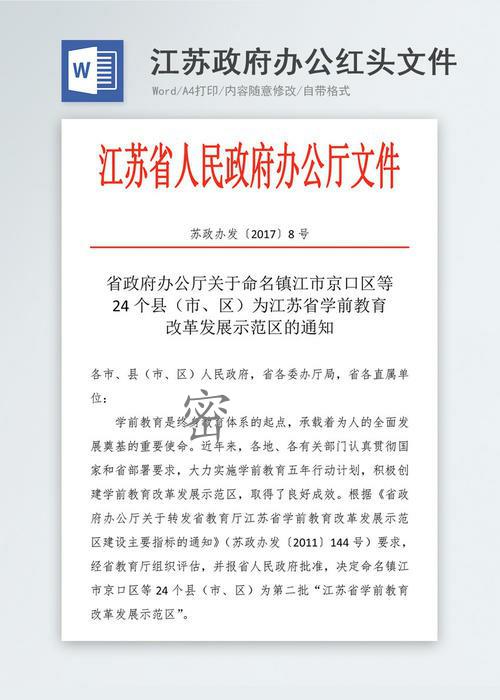 W
江苏政府办公红头文件
Word/A4打印/内容随意修改/自带格式
江苏省人民政府办公厅文件
苏政办发〔2017〕8 号
省政府办公厅关于命名镇江市京口区等
24 个县（市、区）为江苏省学前教育
改革发展示范区的通知
各市、县（市、区）人民政府，省各委办厅局，省各直属单
位：
学前教育是终身教育体系的起点，承载着为人的全面发
展奠基的重要使命。近年来，各地、各有关部门认真贯彻国
家和省部署要求，大力实施学前教育五年行动计划，积极创
建学前教育改革发展示范区，取得了良好成效。根据《省政
府办公厅关于转发省教育厅江苏省学前教育改革发展示范
区建设主要指标的通知》（苏政办发〔2011〕144 号）要求，
经省教育厅组织评估，并报省人民政府批准，决定命名镇江
市京口区等 24 个县（市、区）为第二批“江苏省学前教育
改革发展示范区”。
密